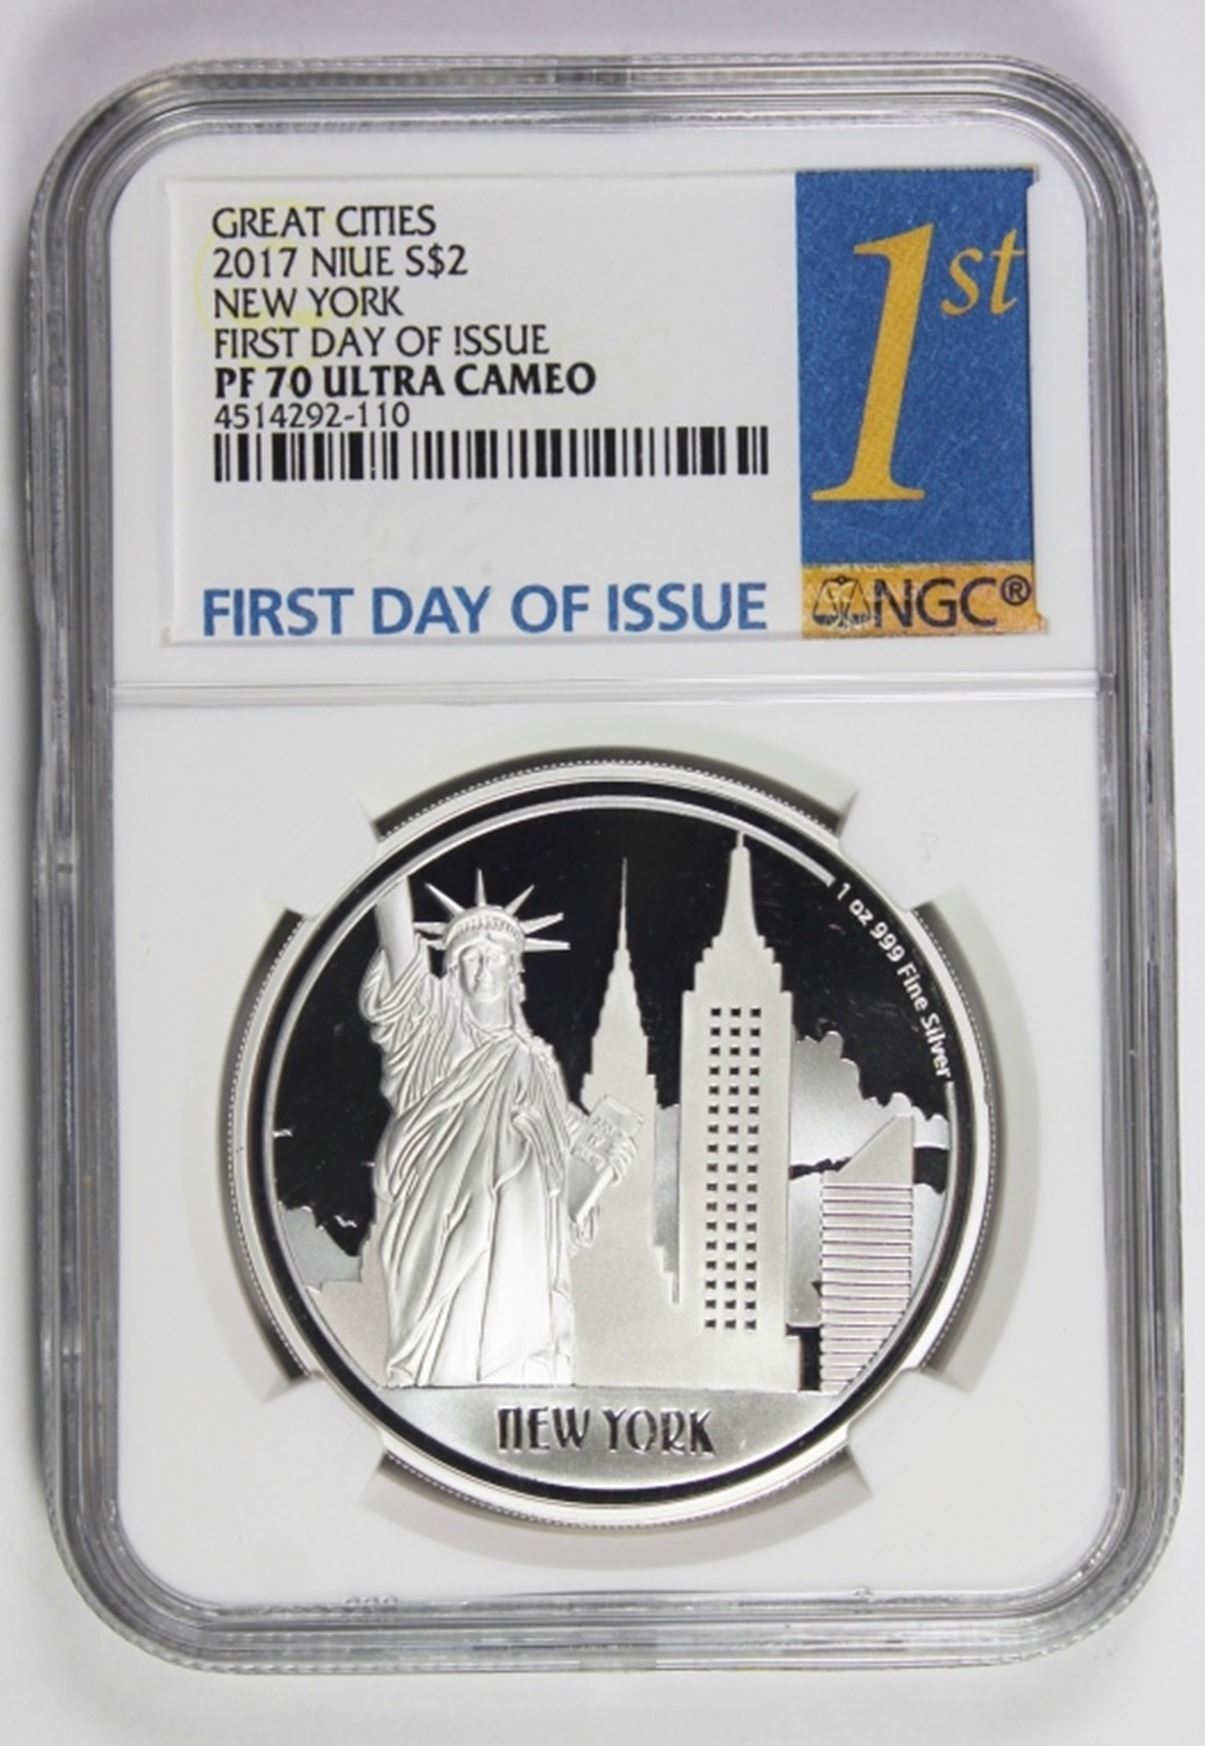 GREAT CITIES
2017 NIUE S$2
NEW YORK
FIRST DAY OF ISSUE
PF 70 ULTRA CAMEO
4514292-110
FIRST DAY OF ISSUE
1st
NGC®
1 oz 999 Fine Silver
NEW YORK